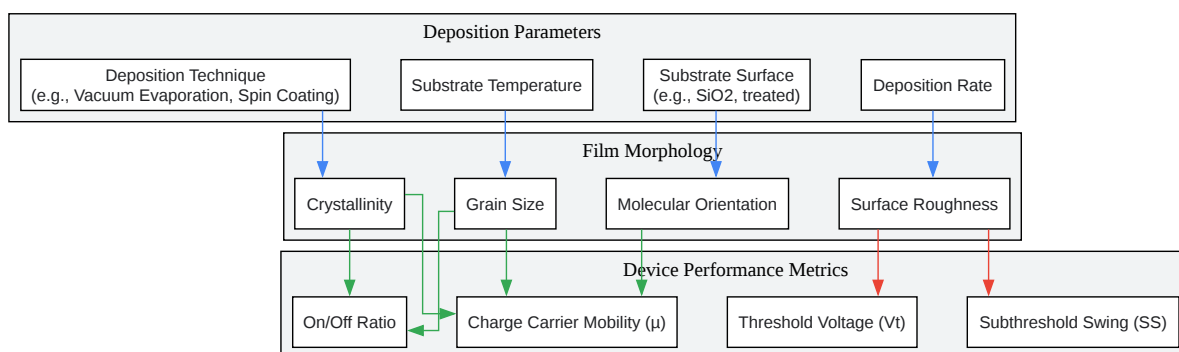 Deposition Parameters
Deposition Technique
(e.g., Vacuum Evaporation, Spin Coating)
Substrate Temperature
Substrate Surface
(e.g., SiO2, treated)
Deposition Rate
Film Morphology
Crystallinity
Grain Size
Molecular Orientation
Surface Roughness
Device Performance Metrics
On/Off Ratio
Charge Carrier Mobility (μ)
Threshold Voltage (Vt)
Subthreshold Swing (SS)